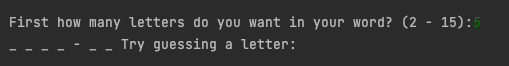 First how many letters do you want in your word? (2 - 15):5
_ _ _ _ - _ _ Try guessing a letter: